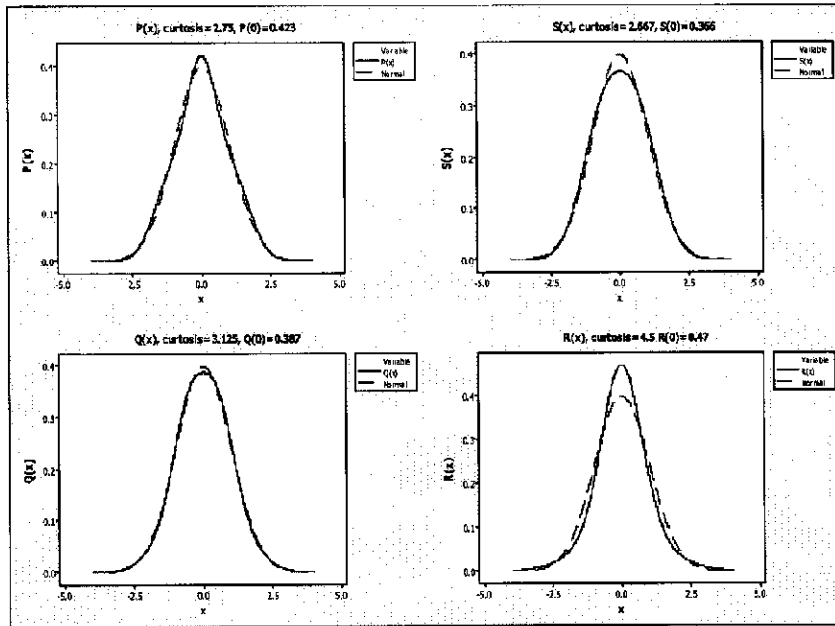 P(x), curtosis=2.75, P(0)=0.423
Variable
P(x)
Normal
0.4
0.3
0.2
0.1
0.0
P(x)
-5.0
-2.5
0.0
2.5
5.0
x
S(x), curtosis=2.667, S(0)=0.366
Variable
S(x)
Normal
0.4
0.3
0.2
0.1
0.0
S(x)
-5.0
-2.5
0.0
2.5
5.0
x
Q(x), curtosis=3.125, Q(0)=0.387
Variable
Q(x)
Normal
0.4
0.3
0.2
0.1
0.0
Q(x)
-5.0
-2.5
0.0
2.5
5.0
x
R(x), curtosis=4.5 R(0)=0.47
Variable
R(x)
Normal
0.4
0.3
0.2
0.1
0.0
R(x)
-5.0
-2.5
0.0
2.5
5.0
x